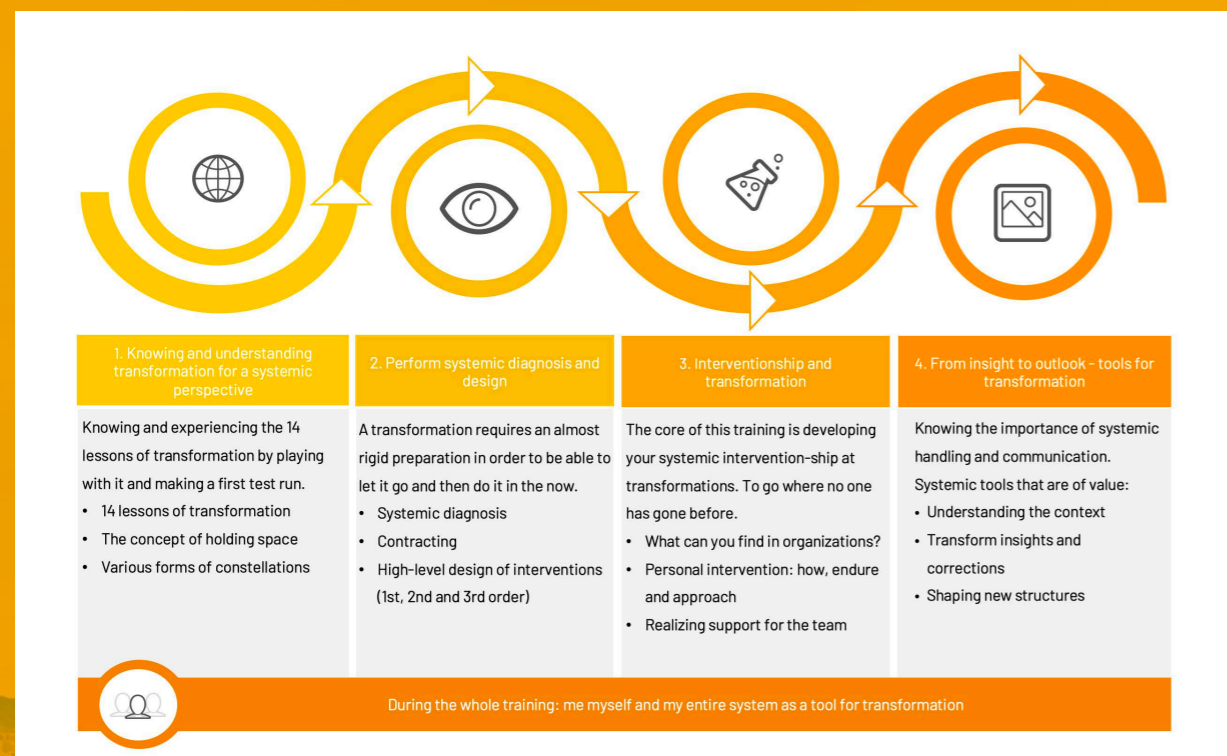 1. Knowing and understanding
transformation for a systemic
perspective
Knowing and experiencing the 14
lessons of transformation by playing
with it and making a first test run.
• 14 lessons of transformation
• The concept of holding space
• Various forms of constellations
2. Perform systemic diagnosis and
design
A transformation requires an almost
rigid preparation in order to be able to
let it go and then do it in the now.
• Systemic diagnosis
• Contracting
• High-level design of interventions
(1st, 2nd and 3rd order)
3. Interventionship and
transformation
The core of this training is developing
your systemic intervention-ship at
transformations. To go where no one
has gone before.
• What can you find in organizations?
• Personal intervention: how, endure
and approach
• Realizing support for the team
4. From insight to outlook - tools for
transformation
Knowing the importance of systemic
handling and communication.
Systemic tools that are of value:
• Understanding the context
• Transform insights and
corrections
• Shaping new structures
During the whole training: me myself and my entire system as a tool for transformation